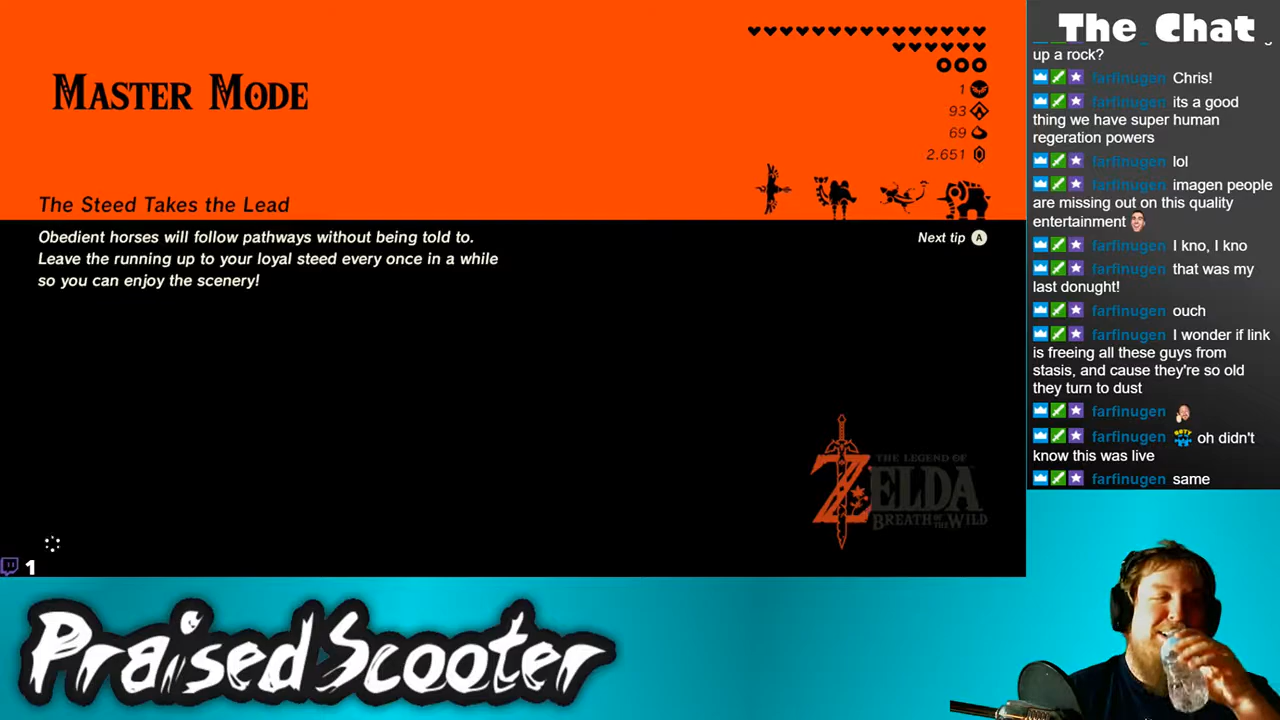 MASTER MODE
1
93
69
2.651
The Steed Takes the Lead
Obedient horses will follow pathways without being told to.
Leave the running up to your loyal steed every once in a while
so you can enjoy the scenery!
Next tip A
THE LEGEND OF
ZELDA
BREATH OF THE WILD
1
PraisedScooter
The Chat
up a rock?
farfinugen Chris!
farfinugen its a good
thing we have super human
regeration powers
farfinugen lol
farfinugen imagen people
are missing out on this quality
entertainment
farfinugen I kno, I kno
farfinugen that was my
last donught!
farfinugen ouch
farfinugen I wonder if link
is freeing all these guys from
stasis, and cause they're so old
they turn to dust
farfinugen
farfinugen oh didn't
know this was live
farfinugen same